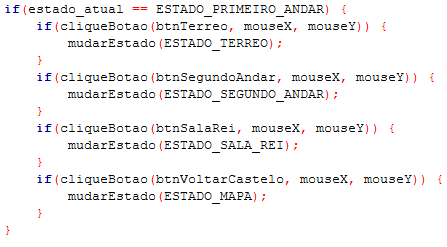 if(estado_atual == ESTADO_PRIMEIRO_ANDAR) {
    if(cliqueBotao(btnTerreo, mouseX, mouseY)) {
        mudarEstado(ESTADO_TERREO);
    }
    if(cliqueBotao(btnSegundoAndar, mouseX, mouseY)) {
        mudarEstado(ESTADO_SEGUNDO_ANDAR);
    }
    if(cliqueBotao(btnSalaRei, mouseX, mouseY)) {
        mudarEstado(ESTADO_SALA_REI);
    }
    if(cliqueBotao(btnVoltarCastelo, mouseX, mouseY)) {
        mudarEstado(ESTADO_MAPA);
    }
}